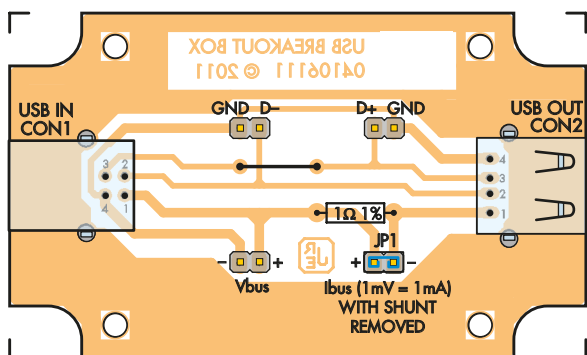 USB BREAKOUT BOX
04106111 © 2011
USB IN
CON1
GND D–
D+ GND
USB OUT
CON2
3 2
4 1
4
3
2
1
1Ω 1%
JP1
– +
Vbus
+ –
Ibus (1mV = 1mA)
WITH SHUNT
REMOVED
JRE